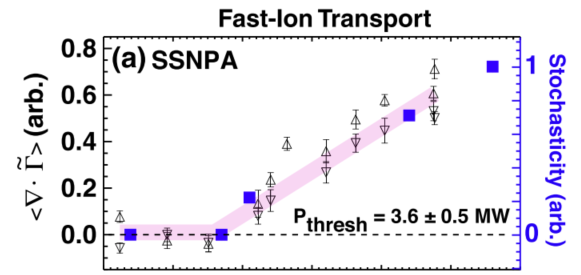 Fast-Ion Transport
(a) SSNPA
<∇· Γ̃> (arb.)
0.8
0.6
0.4
0.2
0.0
P_thresh = 3.6 ± 0.5 MW
1
0
Stochasticity (arb.)